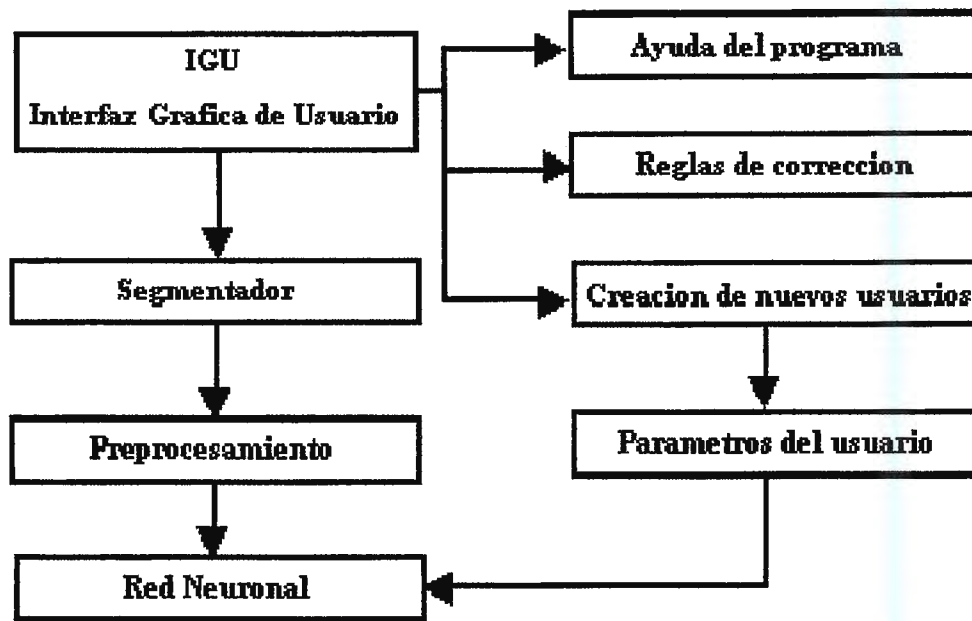 IGU
Interfaz Grafica de Usuario
Segmentador
Preprocesamiento
Red Neuronal
Ayuda del programa
Reglas de correccion
Creacion de nuevos usuarios
Parametros del usuario